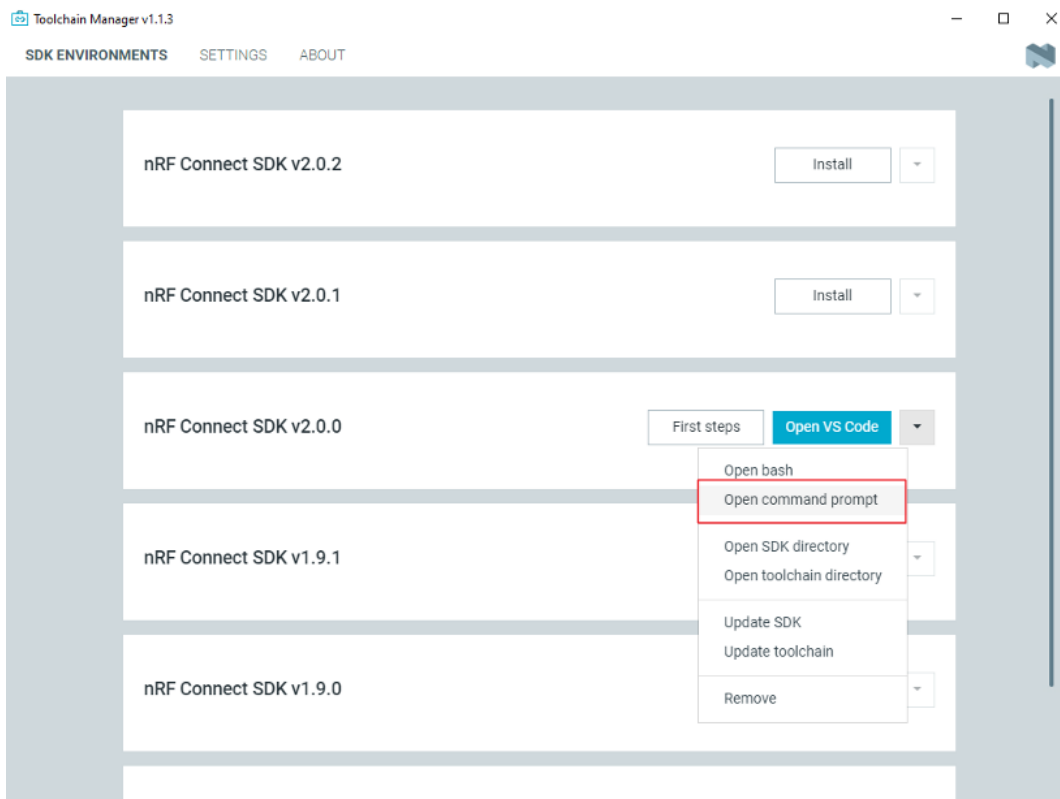 Toolchain Manager v1.1.3
SDK ENVIRONMENTS SETTINGS ABOUT
nRF Connect SDK v2.0.2 Install
nRF Connect SDK v2.0.1 Install
nRF Connect SDK v2.0.0 First steps Open VS Code
Open bash
Open command prompt
Open SDK directory
nRF Connect SDK v1.9.1
Open toolchain directory
Update SDK
Update toolchain
nRF Connect SDK v1.9.0
Remove